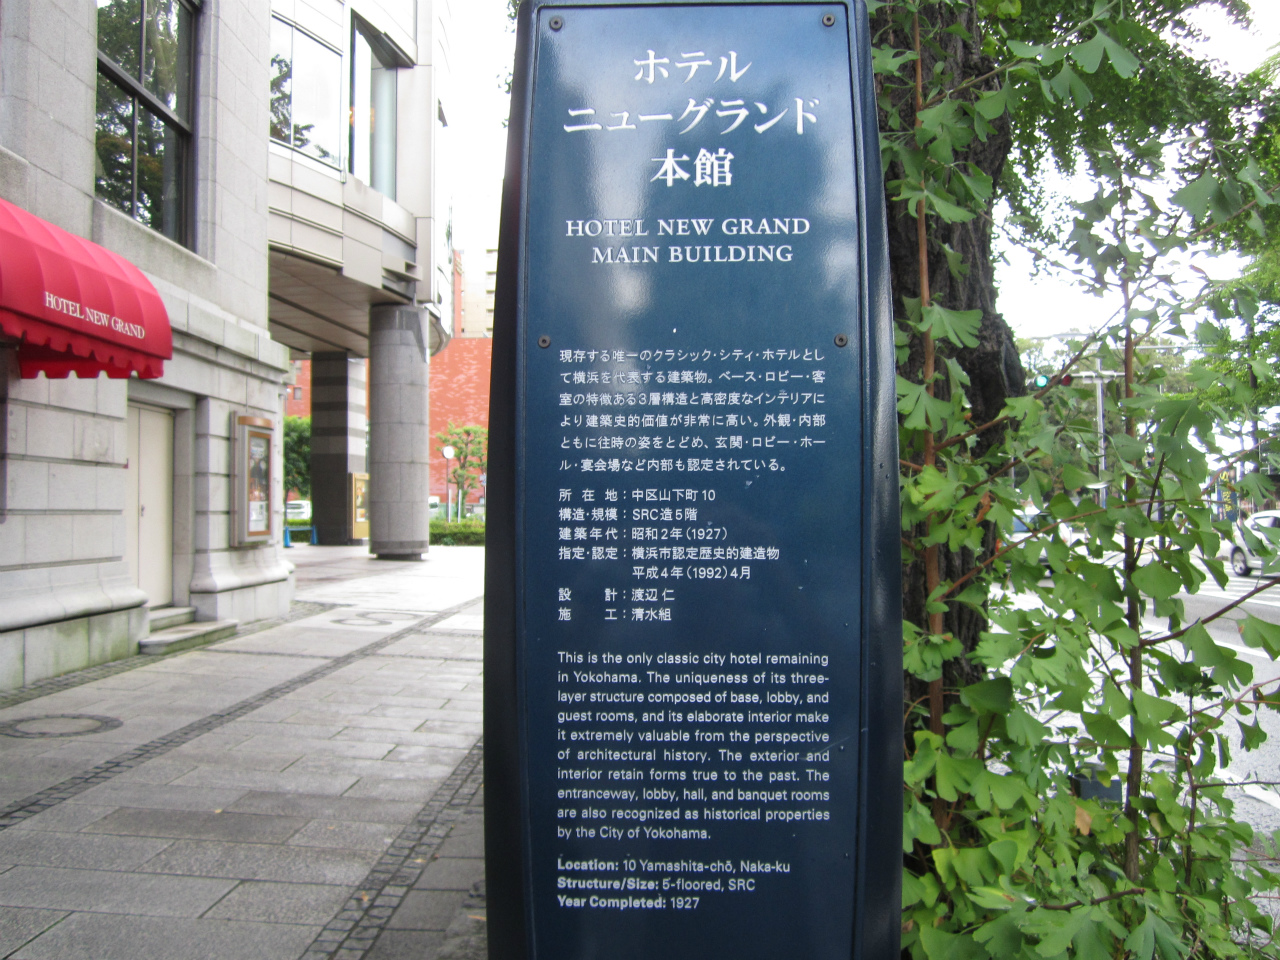 ホテル
ニューグランド
本館
HOTEL NEW GRAND
MAIN BUILDING
現存する唯一のクラシック・シティ・ホテルとし
て横浜を代表する建築物。ベース・ロビー・客
室の特徴ある3層構造と高密度なインテリアに
より建築史的価値が非常に高い。外観・内部
ともに往時の姿をとどめ、玄関・ロビー・ホー
ル・宴会場など内部も認定されている。
所在地：中区山下町10
構造・規模：SRC造5階
建築年代：昭和2年（1927）
指定・認定：横浜市認定歴史的建造物
平成4年（1992）4月
設計：渡辺 仁
施工：清水組
This is the only classic city hotel remaining
in Yokohama. The uniqueness of its three-
layer structure composed of base, lobby, and
guest rooms, and its elaborate interior make
it extremely valuable from the perspective
of architectural history. The exterior and
interior retain forms true to the past. The
entranceway, lobby, hall, and banquet rooms
are also recognized as historical properties
by the City of Yokohama.
Location: 10 Yamashita-chō, Naka-ku
Structure/Size: 5-floored, SRC
Year Completed: 1927
HOTEL NEW GRAND